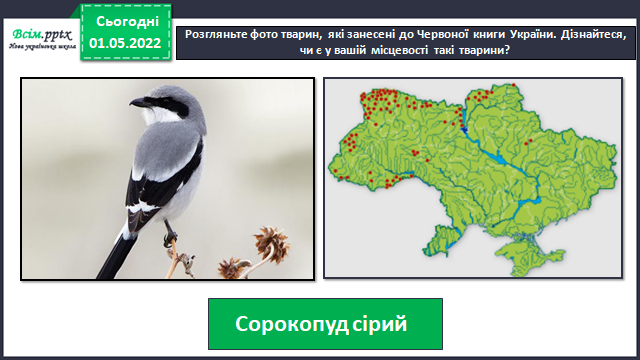 Всім.pptx
Нова українська школа
Сьогодні
01.05.2022
Розгляньте фото тварин, які занесені до Червоної книги України. Дізнайтеся,
чи є у вашій місцевості такі тварини?
Сорокопуд сірий